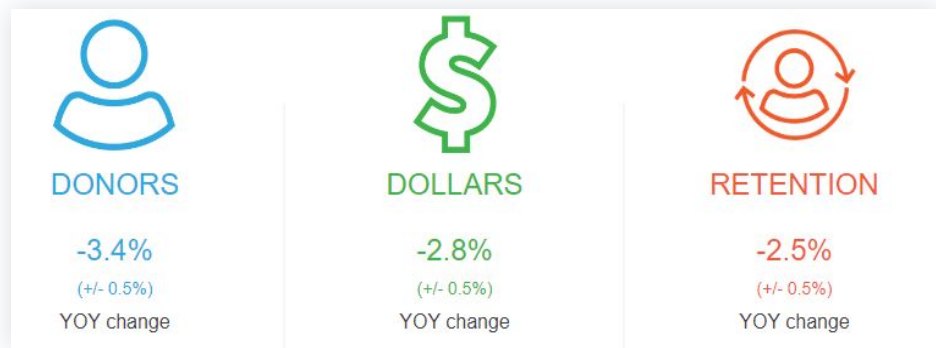 DONORS
-3.4%
(+/- 0.5%)
YOY change
DOLLARS
-2.8%
(+/- 0.5%)
YOY change
RETENTION
-2.5%
(+/- 0.5%)
YOY change